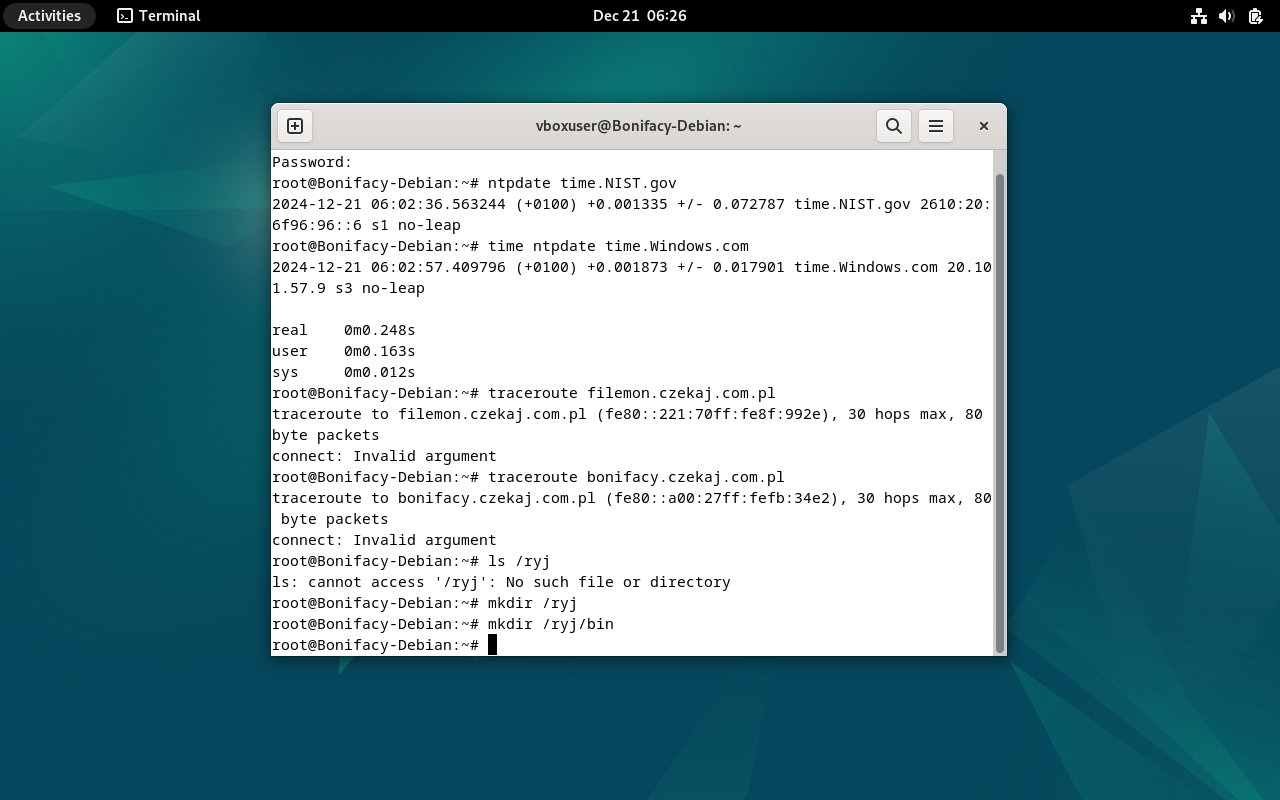 Activities
Terminal
Dec 21 06:26
vboxuser@Bonifacy-Debian: ~
Password:
root@Bonifacy-Debian:~# ntpdate time.NIST.gov
2024-12-21 06:02:36.563244 (+0100) +0.001335 +/- 0.072787 time.NIST.gov 2610:20:
6f96:96::6 s1 no-leap
root@Bonifacy-Debian:~# time ntpdate time.Windows.com
2024-12-21 06:02:57.409796 (+0100) +0.001873 +/- 0.017901 time.Windows.com 20.10
1.57.9 s3 no-leap
real    0m0.248s
user    0m0.163s
sys     0m0.012s
root@Bonifacy-Debian:~# traceroute filemon.czekaj.com.pl
traceroute to filemon.czekaj.com.pl (fe80::221:70ff:fe8f:992e), 30 hops max, 80
byte packets
connect: Invalid argument
root@Bonifacy-Debian:~# traceroute bonifacy.czekaj.com.pl
traceroute to bonifacy.czekaj.com.pl (fe80::a00:27ff:fefb:34e2), 30 hops max, 80
 byte packets
connect: Invalid argument
root@Bonifacy-Debian:~# ls /ryj
ls: cannot access '/ryj': No such file or directory
root@Bonifacy-Debian:~# mkdir /ryj
root@Bonifacy-Debian:~# mkdir /ryj/bin
root@Bonifacy-Debian:~#